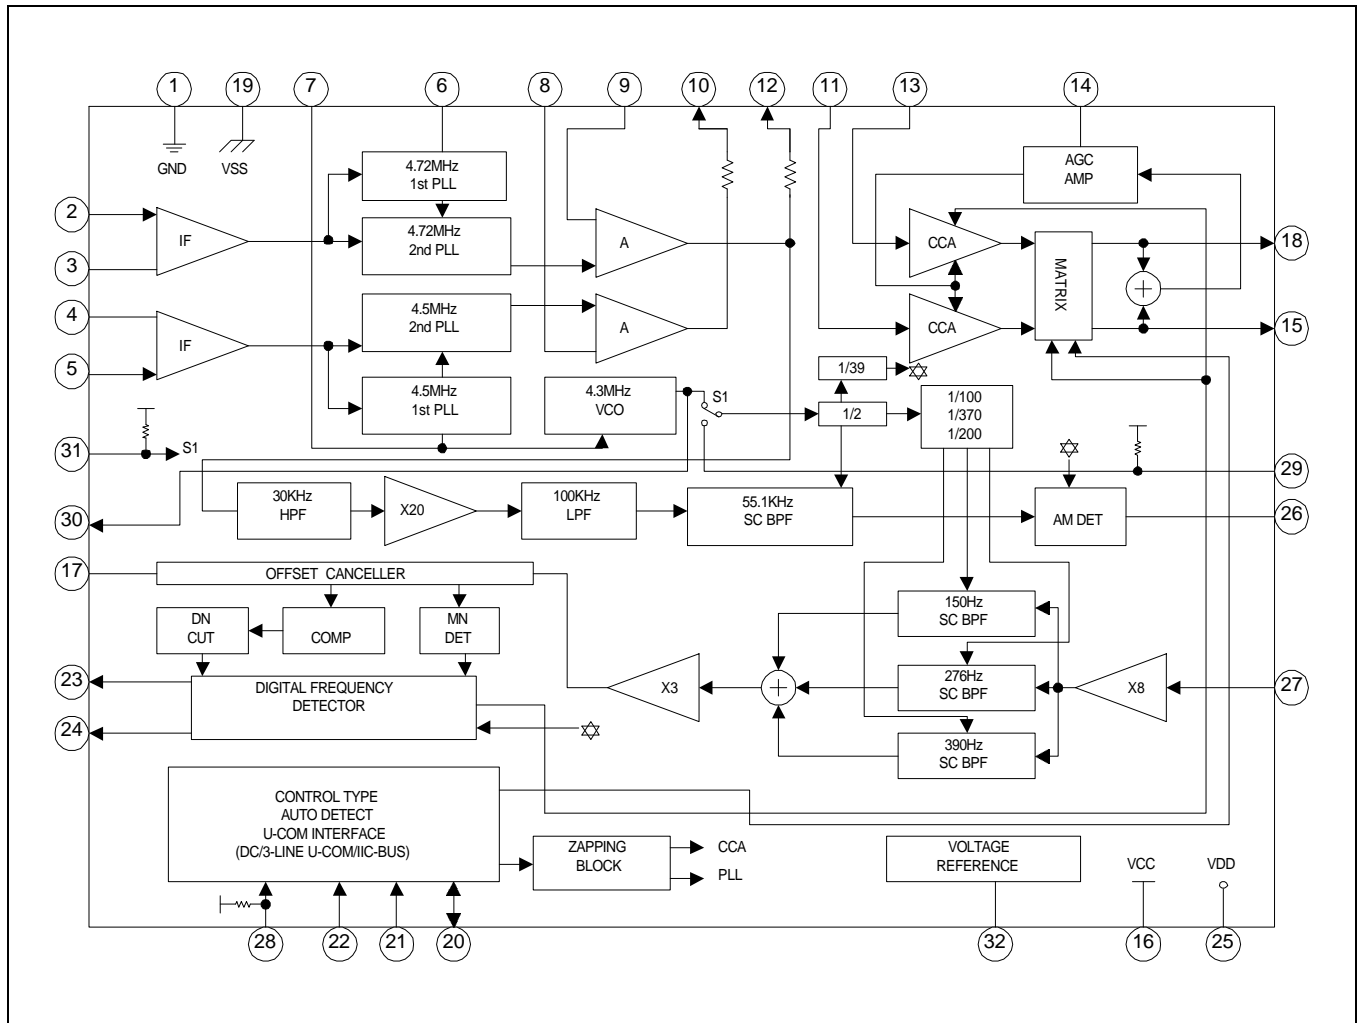 1
19
7
6
8
9
10
12
11
13
14
GND
VSS
4.72MHz
1st PLL
AGC
AMP
2
3
IF
4.72MHz
2nd PLL
A
CCA
MATRIX
18
4
5
IF
4.5MHz
2nd PLL
A
CCA
15
4.5MHz
1st PLL
4.3MHz
VCO
S1
1/39
1/2
1/100
1/370
1/200
31
S1
29
30
30KHz
HPF
X20
100KHz
LPF
55.1KHz
SC BPF
AM DET
26
17
OFFSET CANCELLER
DN
CUT
COMP
MN
DET
150Hz
SC BPF
23
24
DIGITAL FREQUENCY
DETECTOR
X3
276Hz
SC BPF
X8
27
390Hz
SC BPF
CONTROL TYPE
AUTO DETECT
U-COM INTERFACE
(DC/3-LINE U-COM/IIC-BUS)
ZAPPING
BLOCK
CCA
PLL
VOLTAGE
REFERENCE
VCC
VDD
28
22
21
20
32
16
25